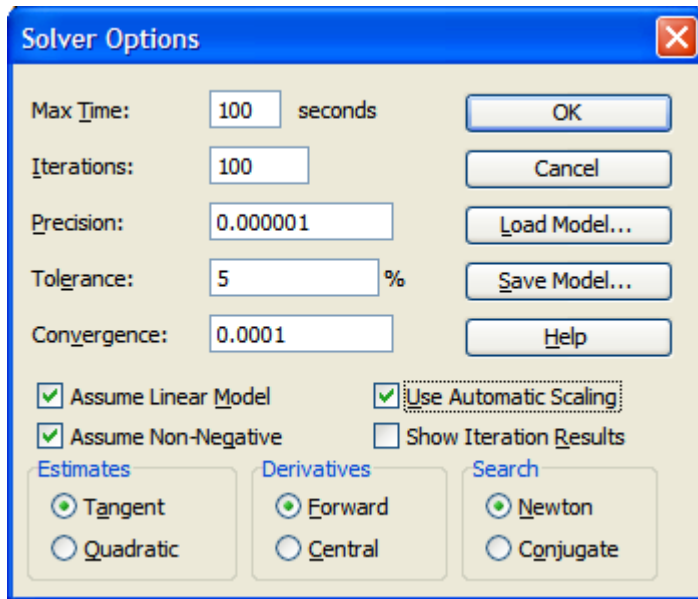 Solver Options
Max Time: 100 seconds OK
Iterations: 100 Cancel
Precision: 0.000001 Load Model...
Tolerance: 5 % Save Model...
Convergence: 0.0001 Help
Assume Linear Model Use Automatic Scaling
Assume Non-Negative Show Iteration Results
Estimates Derivatives Search
Tangent Forward Newton
Quadratic Central Conjugate